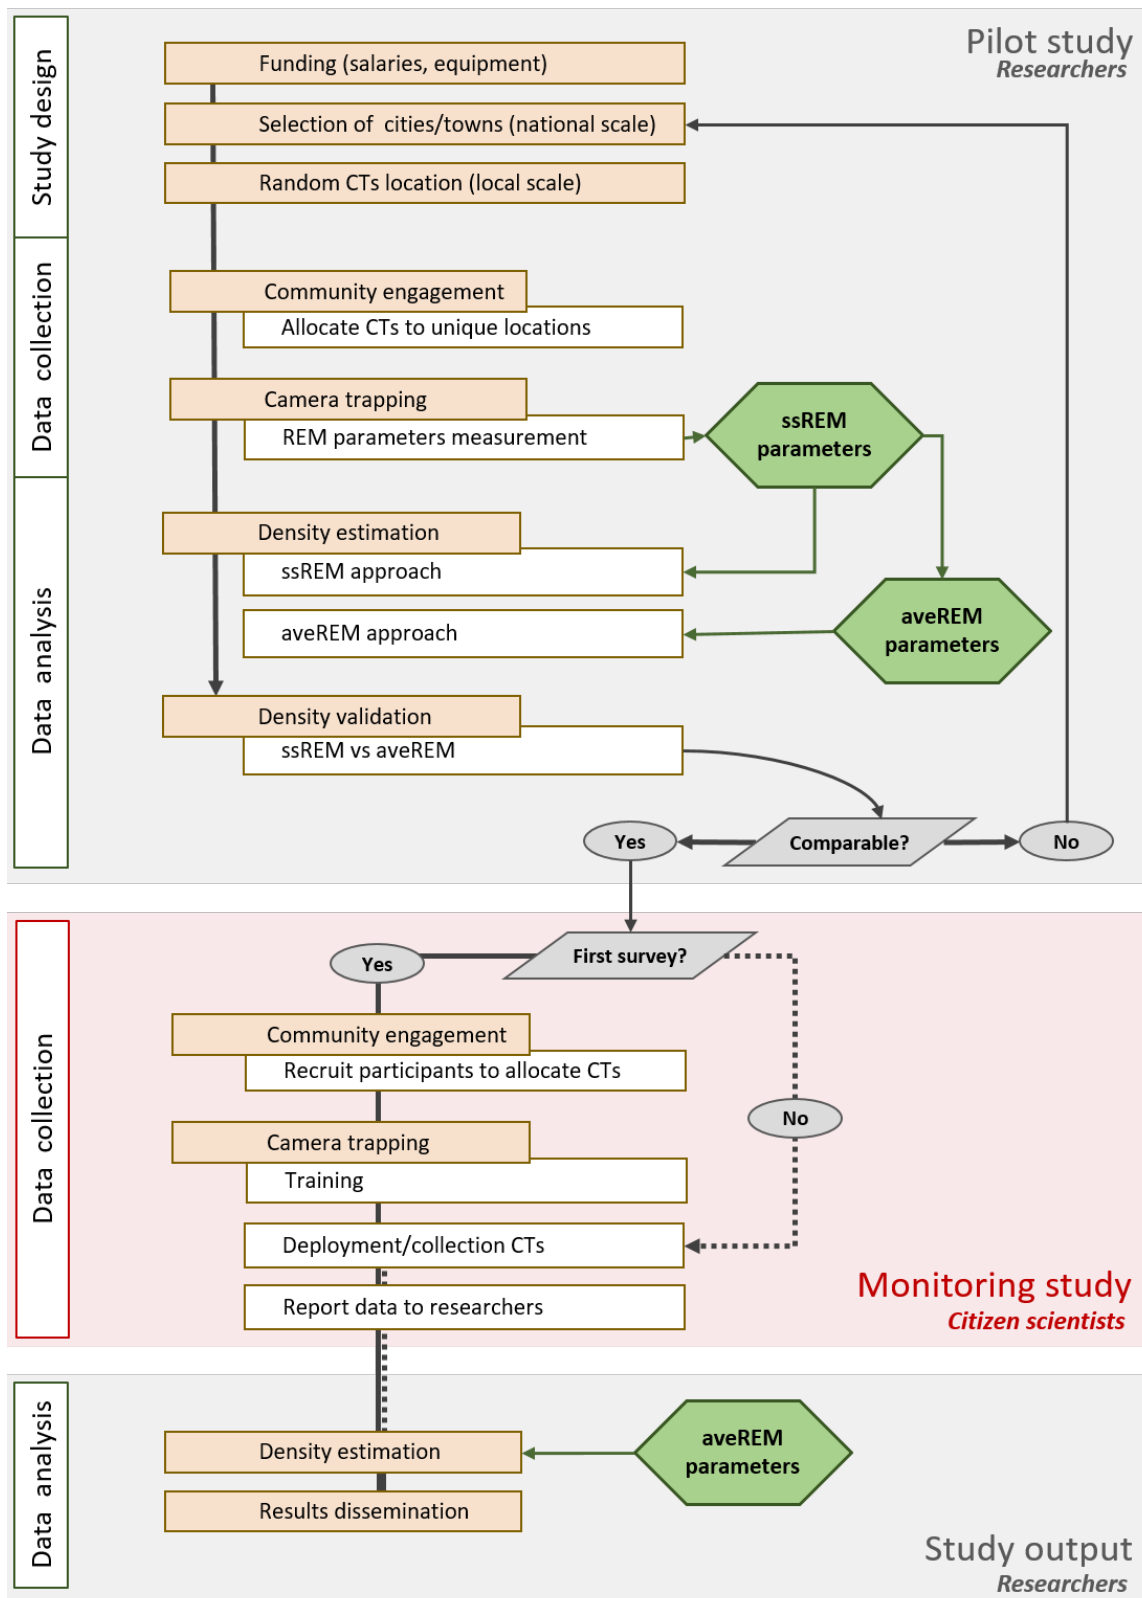 Pilot study
Researchers
Study design
Funding (salaries, equipment)
Selection of cities/towns (national scale)
Random CTs location (local scale)
Data collection
Community engagement
Allocate CTs to unique locations
Camera trapping
REM parameters measurement
ssREM
parameters
Data analysis
Density estimation
ssREM approach
aveREM approach
aveREM
parameters
Density validation
ssREM vs aveREM
Comparable?
Yes
No
Data collection
First survey?
Yes
Community engagement
Recruit participants to allocate CTs
No
Camera trapping
Training
Deployment/collection CTs
Report data to researchers
Monitoring study
Citizen scientists
Data analysis
Density estimation
aveREM
parameters
Results dissemination
Study output
Researchers